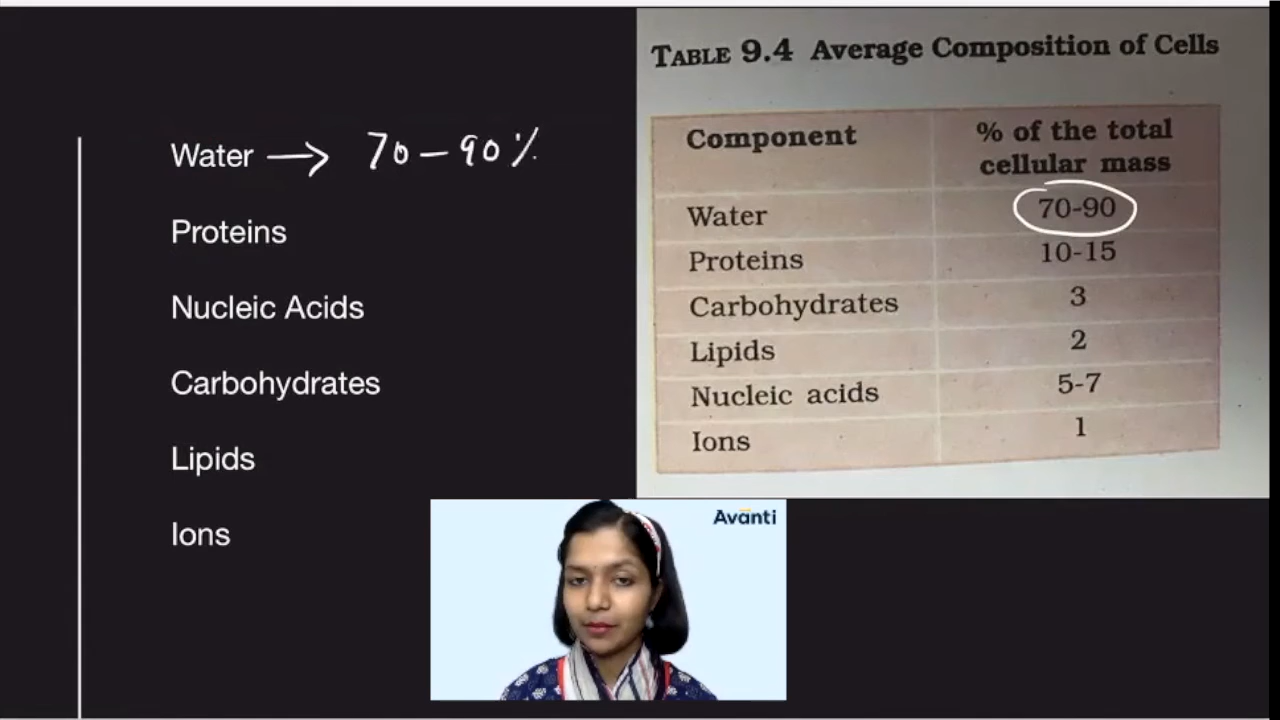 Water → 70-90%
Proteins
Nucleic Acids
Carbohydrates
Lipids
Ions
TABLE 9.4 Average Composition of Cells
Component % of the total cellular mass
Water 70-90
Proteins 10-15
Carbohydrates 3
Lipids 2
Nucleic acids 5-7
Ions 1
Avanti